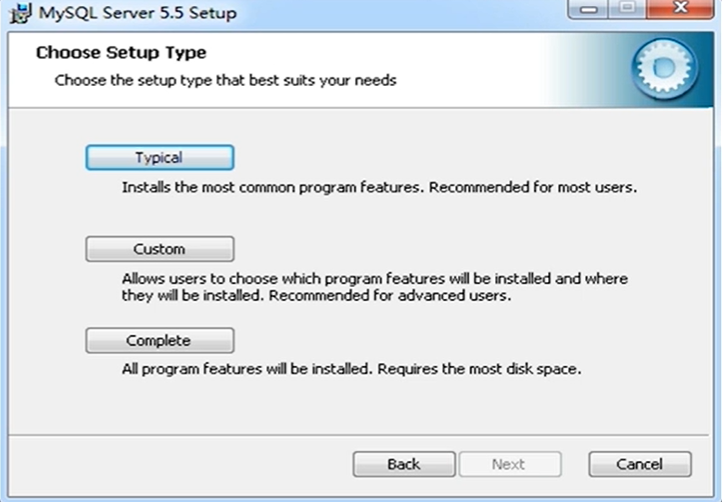 MySQL Server 5.5 Setup
Choose Setup Type
Choose the setup type that best suits your needs
Typical
Installs the most common program features. Recommended for most users.
Custom
Allows users to choose which program features will be installed and where
they will be installed. Recommended for advanced users.
Complete
All program features will be installed. Requires the most disk space.
Back Next Cancel